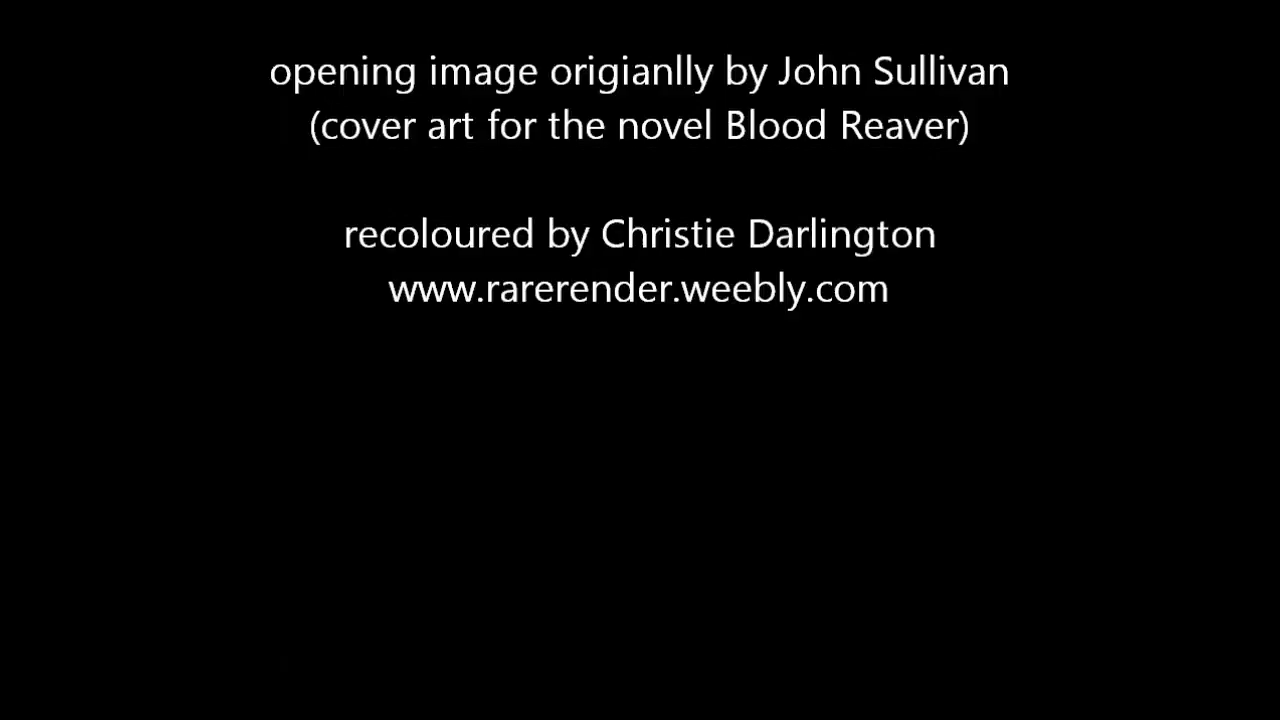 opening image origianlly by John Sullivan
(cover art for the novel Blood Reaver)
recoloured by Christie Darlington
www.rarerender.weebly.com